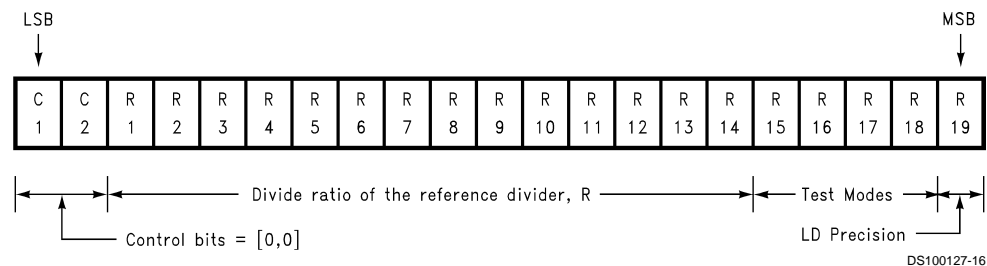 LSB MSB
C C R R R R R R R R R R R R R R R R R R R
1 2 1 2 3 4 5 6 7 8 9 10 11 12 13 14 15 16 17 18 19
Divide ratio of the reference divider, R Test Modes
Control bits = [0,0] LD Precision
DS100127-16